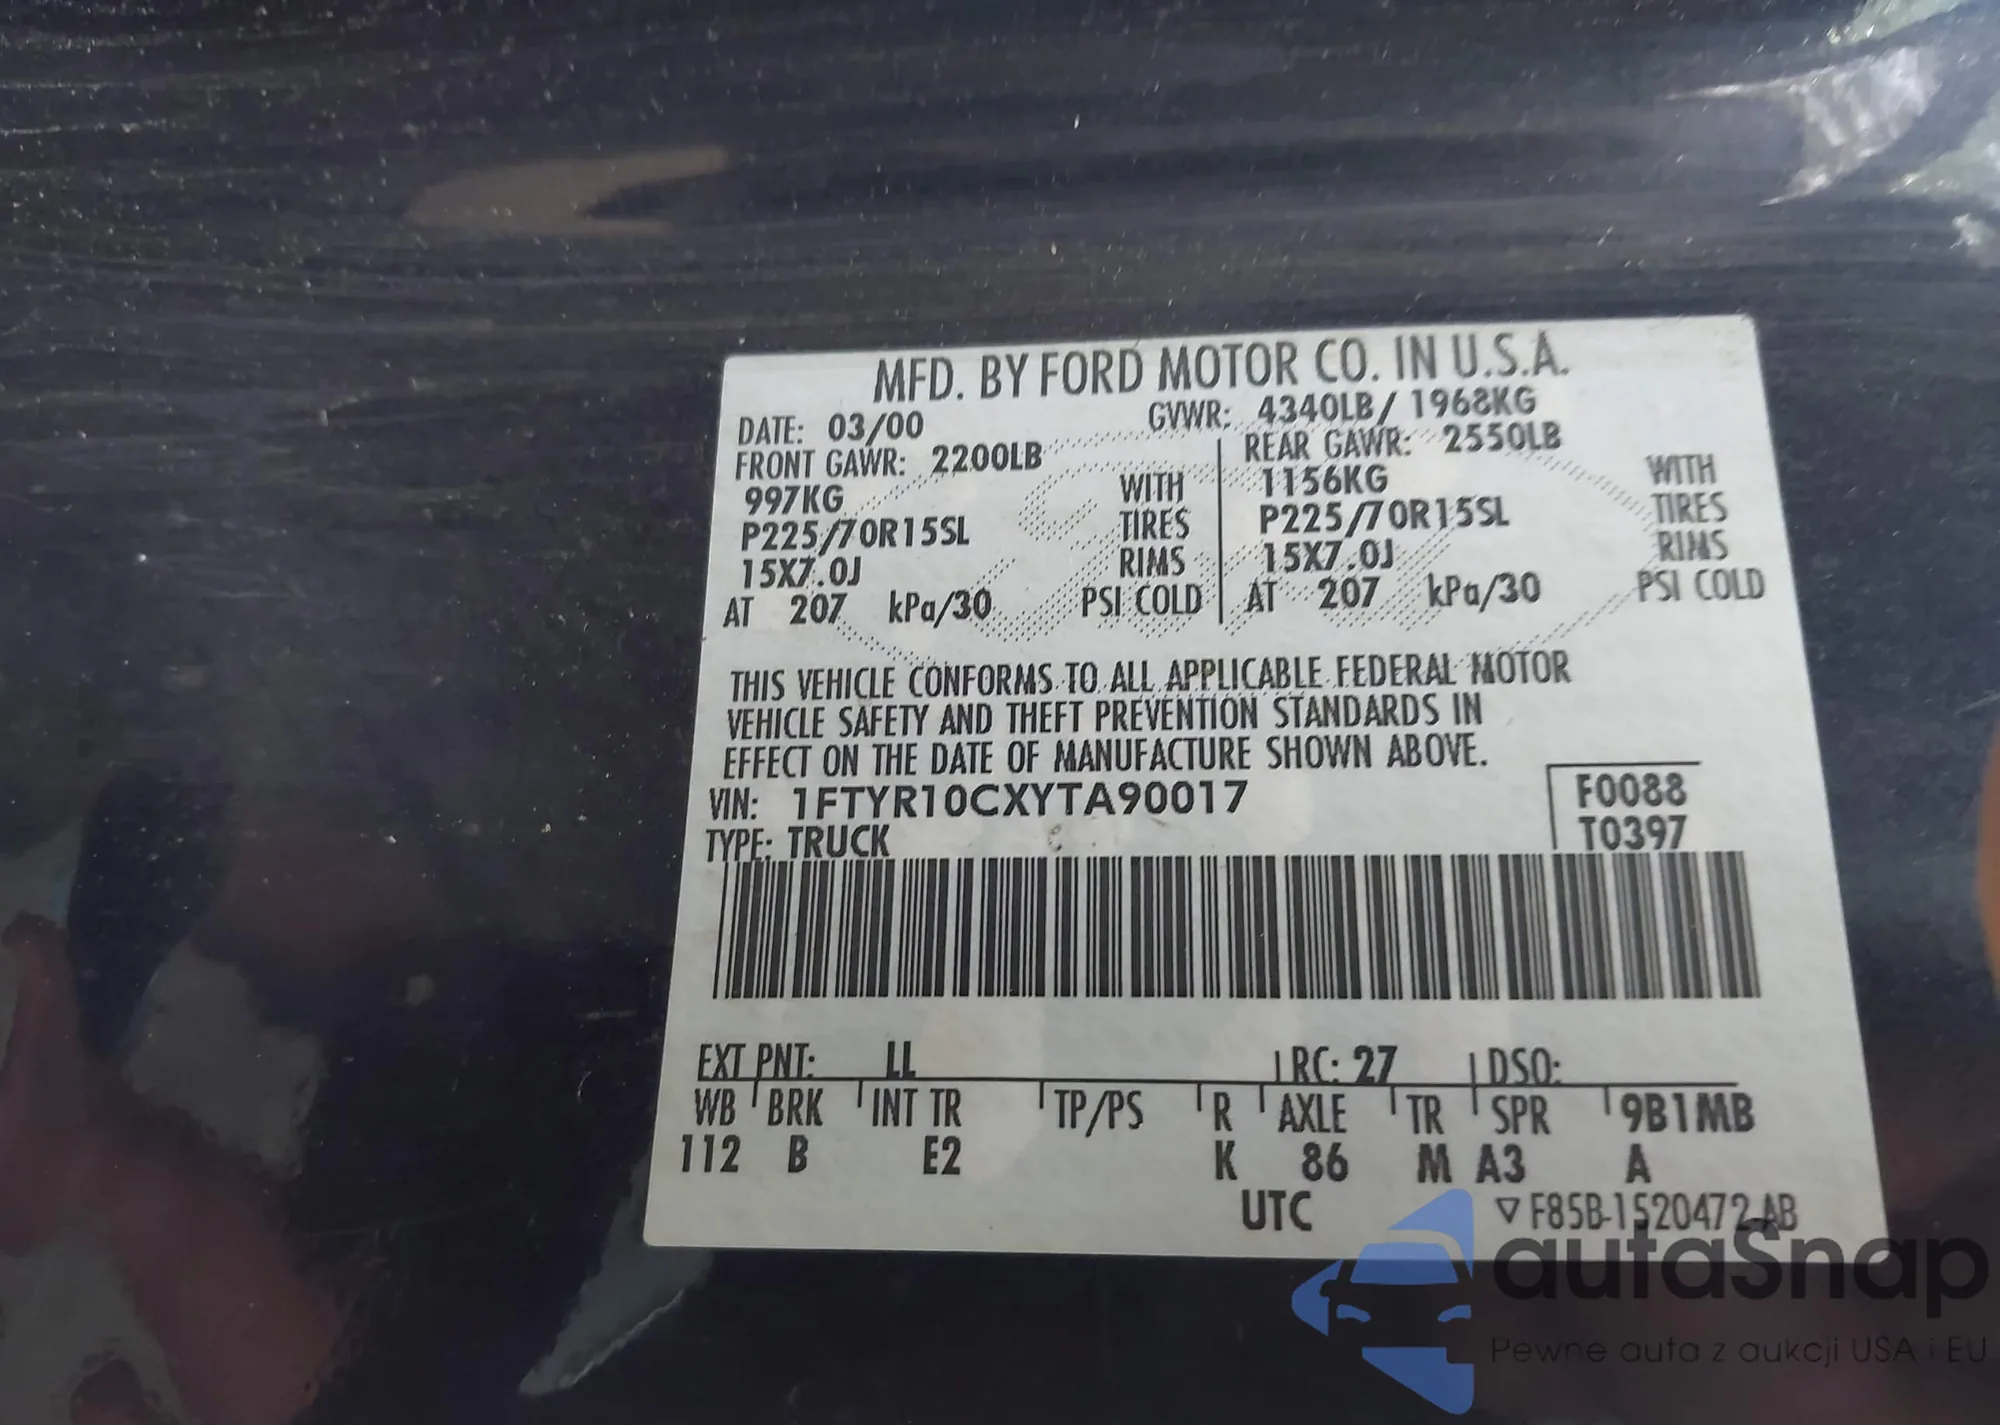 MFD. BY FORD MOTOR CO. IN U.S.A.
DATE: 03/00 GVWR: 4340LB/ 1968KG
FRONT GAWR: 2200LB REAR GAWR: 2550LB
997KG WITH 1156KG WITH
P225/70R15SL TIRES P225/70R15SL TIRES
15X7.0J RIMS 15X7.0J RIMS
AT 207 kPa/30 PSI COLD AT 207 kPa/30 PSI COLD
THIS VEHICLE CONFORMS TO ALL APPLICABLE FEDERAL MOTOR
VEHICLE SAFETY AND THEFT PREVENTION STANDARDS IN
EFFECT ON THE DATE OF MANUFACTURE SHOWN ABOVE.
VIN: 1FTYR10CXYTA90017 F0088
TYPE: TRUCK T0397
EXT PNT: LL RC: 27 DSO:
WB BRK INT TR TP/PS R AXLE TR SPR 9B1MB
112 B E2 K 86 M A3 A
UTC ▽F85B-1520472 AB
autaSnap
Pewne auta z aukcji USA i EU